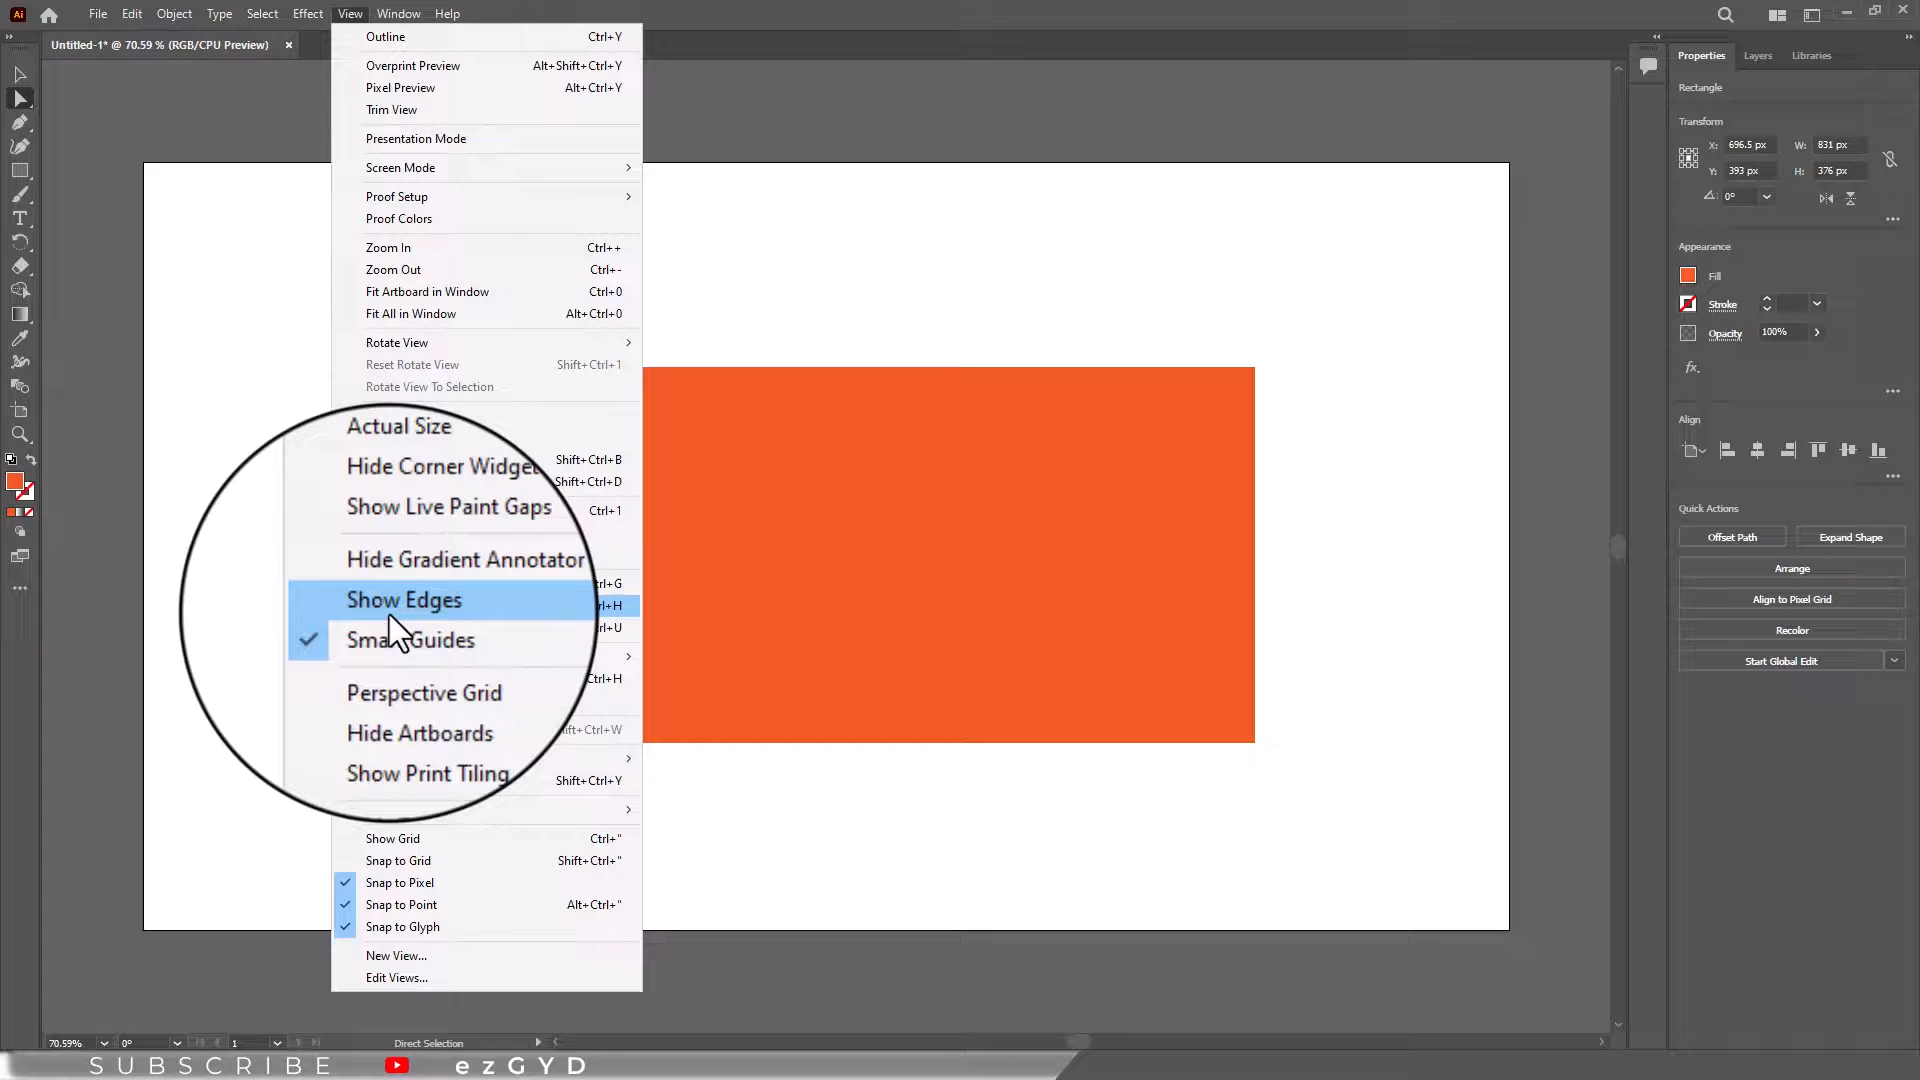 Ai File Edit Object Type Select Effect View Window Help
Untitled-1* @ 70.59 % (RGB/CPU Preview) ×
Outline Ctrl+Y
Overprint Preview Alt+Shift+Ctrl+Y
Pixel Preview Alt+Ctrl+Y
Trim View
Presentation Mode
Screen Mode
Proof Setup
Proof Colors
Zoom In Ctrl++
Zoom Out Ctrl+-
Fit Artboard in Window Ctrl+0
Fit All in Window Alt+Ctrl+0
Rotate View
Reset Rotate View Shift+Ctrl+1
Rotate View To Selection
Actual Size
Hide Corner Widget
Shift+Ctrl+B
Shift+Ctrl+D
Show Live Paint Gaps
Ctrl+1
Hide Gradient Annotator
trl+G
Show Edges
rl+H
Smart Guides
rl+U
Perspective Grid
Ctrl+H
Hide Artboards
hift+Ctrl+W
Show Print Tiling
Shift+Ctrl+Y
Show Grid Ctrl+"
Snap to Grid Shift+Ctrl+"
Snap to Pixel
Snap to Point Alt+Ctrl+"
Snap to Glyph
New View...
Edit Views...
Properties Layers Libraries
Rectangle
Transform
X: 696.5 px W: 831 px
Y: 393 px H: 376 px
0°
Appearance
Fill
Stroke
Opacity 100%
fx.
Align
Quick Actions
Offset Path Expand Shape
Arrange
Align to Pixel Grid
Recolor
Start Global Edit
70.59% 0° 1 Direct Selection
SUBSCRIBE ezGYD